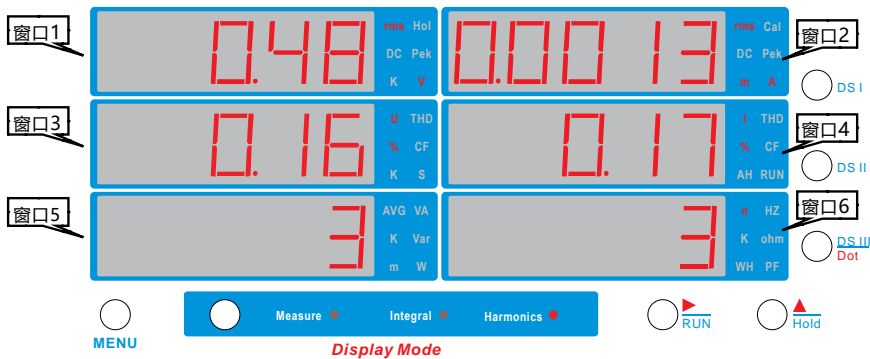 窗口1
0.48
rms Hol
DC Pek
K V
0.0013
rms Cal
DC Pek
m A
窗口2
DS I
窗口3
0.16
U THD
% CF
K S
0.17
I THD
% CF
AH RUN
窗口4
DS II
窗口5
3
AVG VA
K Var
m W
3
n HZ
K ohm
WH PF
窗口6
DS III
Dot
MENU
Measure
Integral
Harmonics
RUN
Hold
Display Mode